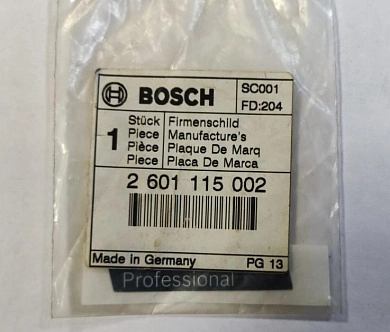 BOSCH
SC001
FD:204
1
Stück Firmenschild
Piece Manufacture's
Pièce Plaque De Marq
Piece Placa De Marca
2 601 115 002
Made in Germany PG 13
Professional